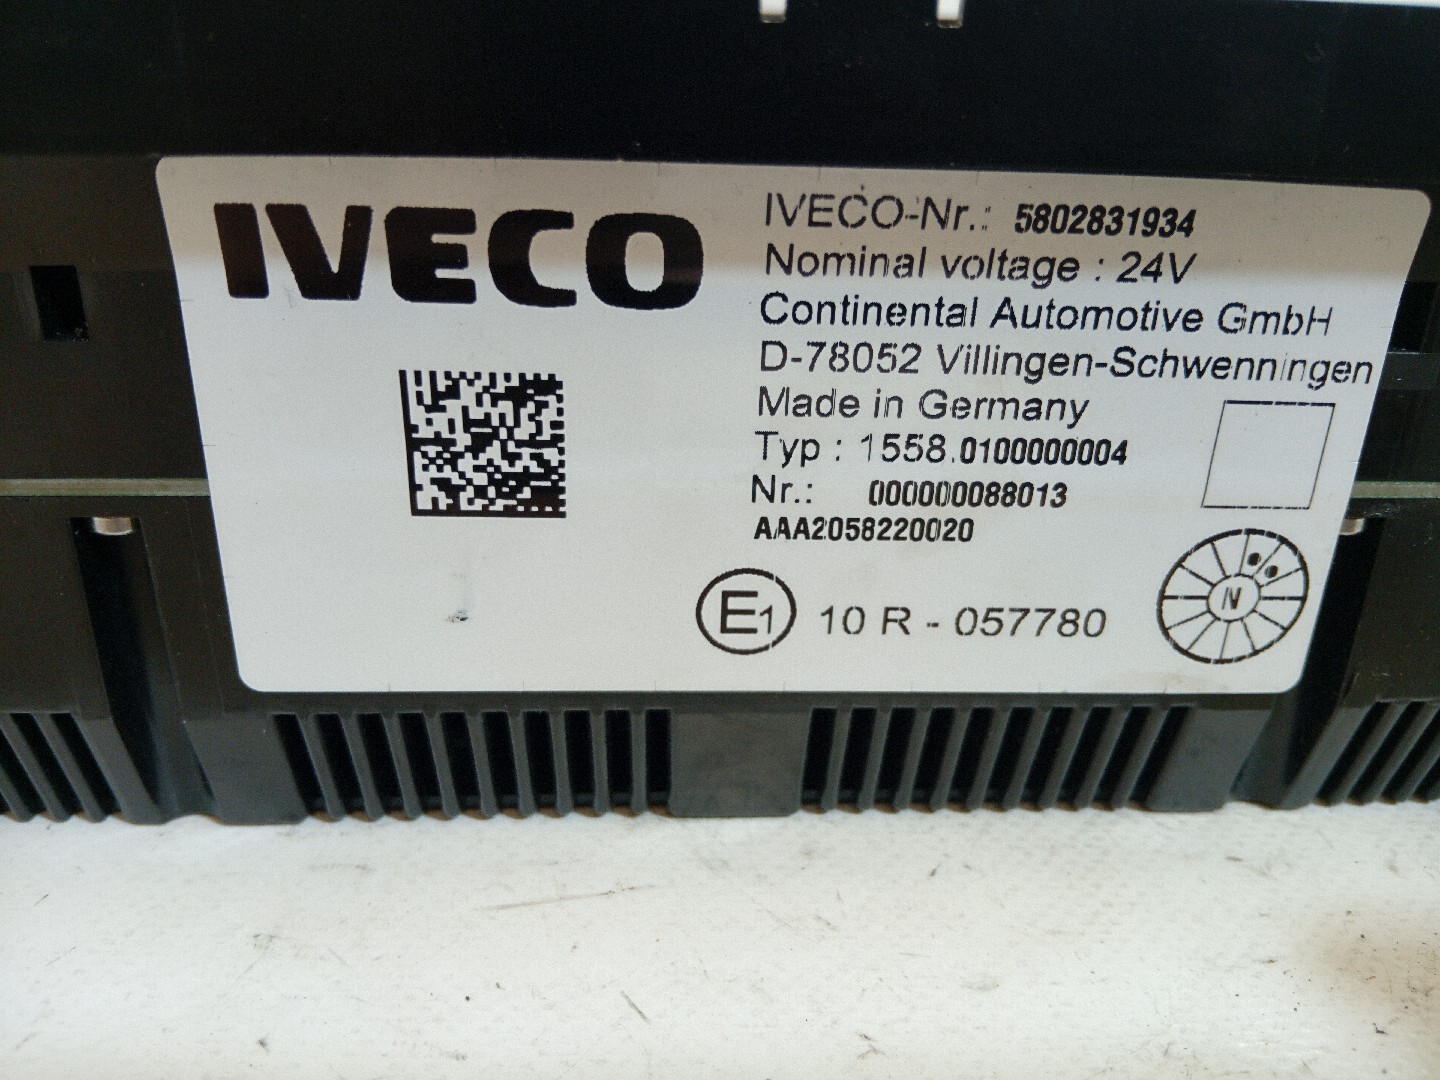 IVECO
IVECO-Nr.: 5802831934
Nominal voltage : 24V
Continental Automotive GmbH
D-78052 Villingen-Schwenningen
Made in Germany
Typ : 1558.0100000004
Nr.: 000000088013
AAA2058220020
E1 10 R - 057780
N